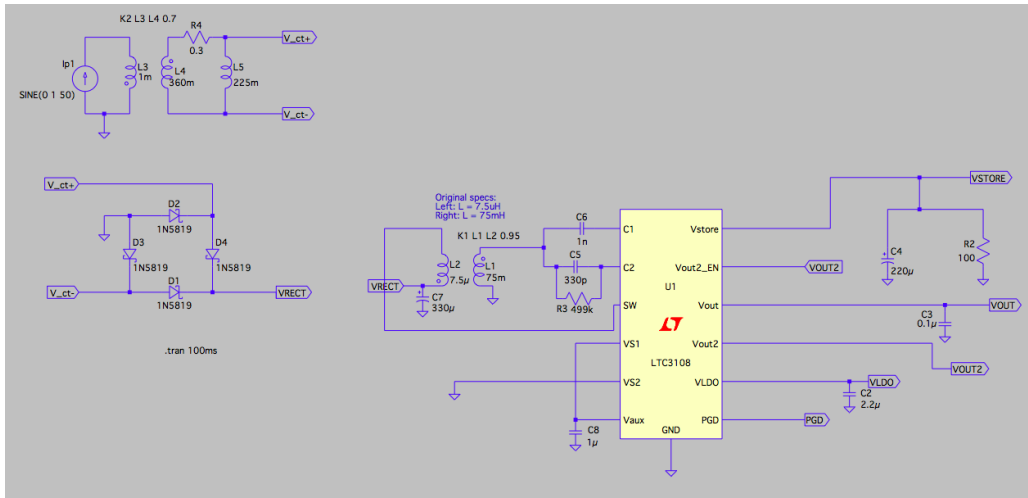 K2 L3 L4 0.7
R4
0.3
V_ct+
Ip1
L3
1m
L4
360m
L5
225m
SINE(0 1 50)
V_ct-
V_ct+
D2
1N5819
D3
1N5819
D4
1N5819
V_ct-
D1
1N5819
VRECT
.tran 100ms
Original specs:
Left: L = 7.5uH
Right: L = 75mH
K1 L1 L2 0.95
L2
7.5µ
L1
75m
VRECT
C7
330µ
C6
1n
C5
330p
R3 499k
C8
1µ
C1
C2
SW
VS1
VS2
Vaux
GND
U1
LTC3108
Vstore
Vout2_EN
Vout
Vout2
VLDO
PGD
VSTORE
C4
220µ
R2
100
VOUT2
VOUT
C3
0.1µ
VOUT2
VLDO
C2
2.2µ
PGD